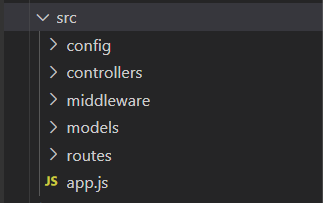 src
config
controllers
middleware
models
routes
JS app.js